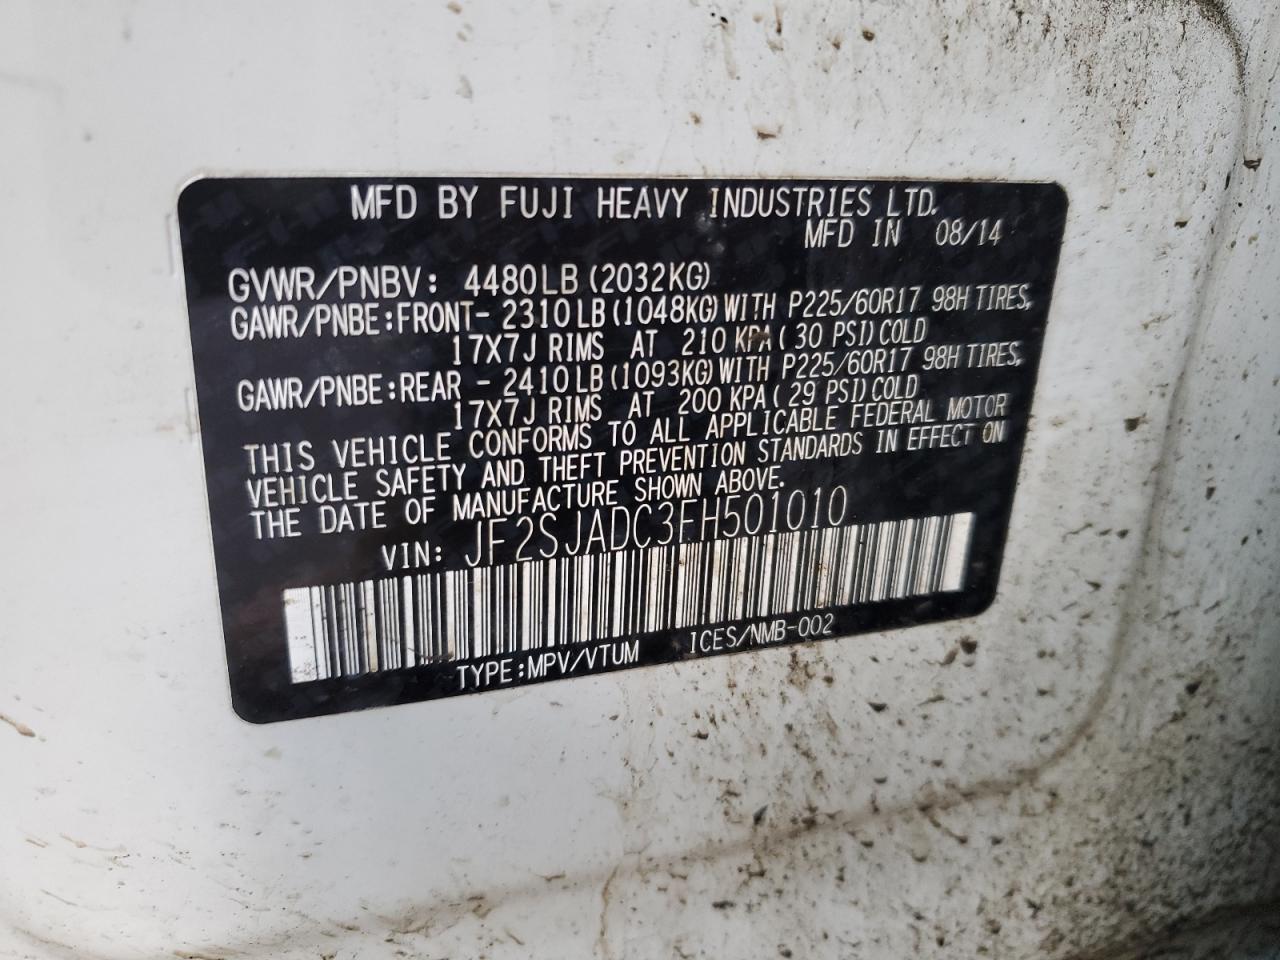 MFD BY FUJI HEAVY INDUSTRIES LTD.
MFD IN 08/14
GVWR/PNBV: 4480LB (2032KG)
GAWR/PNBE:FRONT- 2310LB (1048KG) WITH P225/60R17 98H TIRES,
17X7J RIMS AT 210 KPA ( 30 PSI) COLD
GAWR/PNBE:REAR - 2410LB (1093KG) WITH P225/60R17 98H TIRES,
17X7J RIMS AT 200 KPA ( 29 PSI) COLD
THIS VEHICLE CONFORMS TO ALL APPLICABLE FEDERAL MOTOR
VEHICLE SAFETY AND THEFT PREVENTION STANDARDS IN EFFECT ON
THE DATE OF MANUFACTURE SHOWN ABOVE.
VIN: JF2SJADC3FH501010
TYPE:MPV/VTUM ICES/NMB-002